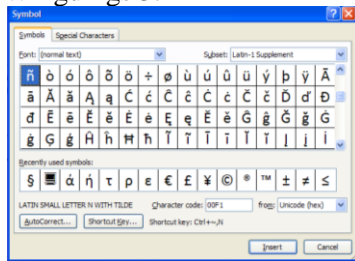 Symbol
Symbols Special Characters
Font: (normal text) Subset: Latin-1 Supplement
ñ ò ó ô õ ö ÷ ø ù ú û ü ý þ ÿ Ā
ā Ă ă Ą ą Ć ć Ĉ ĉ Ċ ċ Č č Ď ď Đ
đ Ē ē Ĕ ĕ Ė ė Ę ę Ě ě Ĝ ĝ Ğ ğ Ġ
ġ Ģ ģ Ĥ ĥ Ħ ħ Ĩ ĩ Ī ī Ĭ ĭ Į į İ
Recently used symbols:
§ ά ή τ ρ ε € £ ¥ © ® ™ ± ≠ ≤
LATIN SMALL LETTER N WITH TILDE Character code: 00F1 from: Unicode (hex)
AutoCorrect... Shortcut Key... Shortcut key: Ctrl+~,N
Insert Cancel